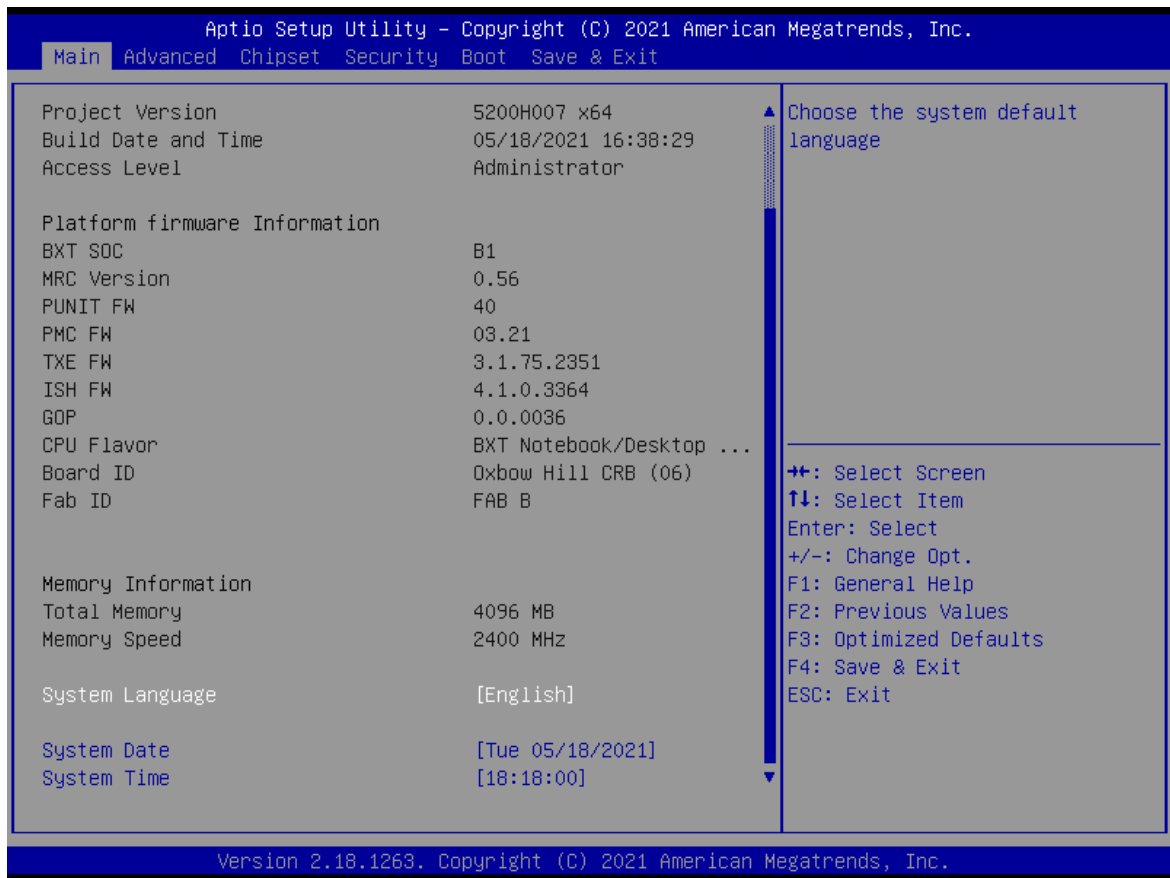 Aptio Setup Utility – Copyright (C) 2021 American Megatrends, Inc.
Main Advanced Chipset Security Boot Save & Exit
Project Version 5200H007 x64
Build Date and Time 05/18/2021 16:38:29
Access Level Administrator
Platform firmware Information
BXT SOC B1
MRC Version 0.56
PUNIT FW 40
PMC FW 03.21
TXE FW 3.1.75.2351
ISH FW 4.1.0.3364
GOP 0.0.0036
CPU Flavor BXT Notebook/Desktop ...
Board ID Oxbow Hill CRB (06)
Fab ID FAB B
Memory Information
Total Memory 4096 MB
Memory Speed 2400 MHz
System Language [English]
System Date [Tue 05/18/2021]
System Time [18:18:00]
Choose the system default
language
→←: Select Screen
↑↓: Select Item
Enter: Select
+/-: Change Opt.
F1: General Help
F2: Previous Values
F3: Optimized Defaults
F4: Save & Exit
ESC: Exit
Version 2.18.1263. Copyright (C) 2021 American Megatrends, Inc.